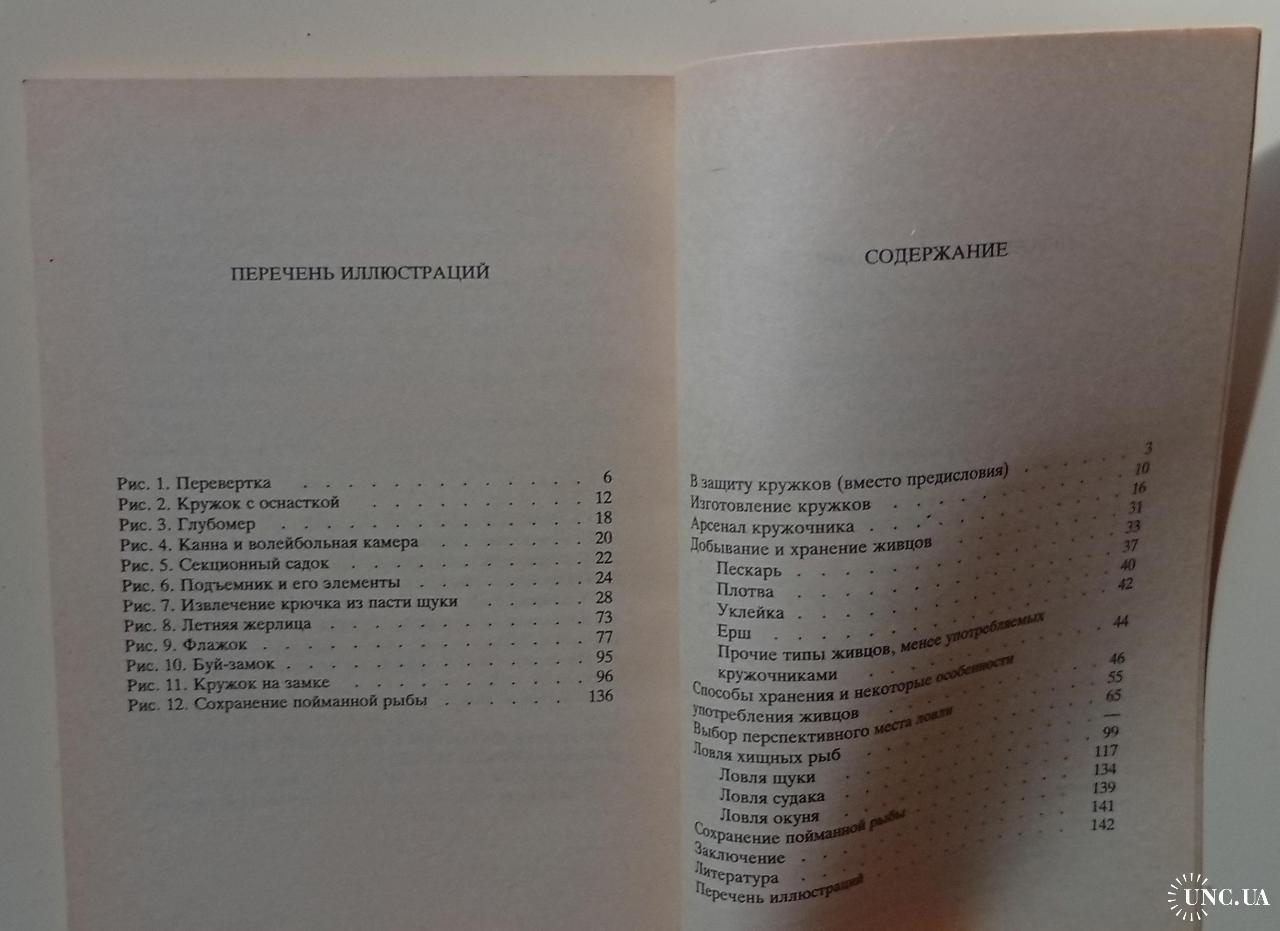 ПЕРЕЧЕНЬ ИЛЛЮСТРАЦИЙ
Рис. 1. Перевертка . . . . . . . . . . . . . 6
Рис. 2. Кружок с оснасткой . . . . . . . . . . 12
Рис. 3. Глубомер . . . . . . . . . . . . . . 18
Рис. 4. Канна и волейбольная камера . . . . . . . 20
Рис. 5. Секционный садок . . . . . . . . . . . 22
Рис. 6. Подъемник и его элементы . . . . . . . . 24
Рис. 7. Извлечение крючка из пасти щуки . . . . . 28
Рис. 8. Летняя жерлица . . . . . . . . . . . 73
Рис. 9. Флажок . . . . . . . . . . . . . . 77
Рис. 10. Буй-замок . . . . . . . . . . . . . 95
Рис. 11. Кружок на замке . . . . . . . . . . 96
Рис. 12. Сохранение пойманной рыбы . . . . . . 136
СОДЕРЖАНИЕ
В защиту кружков (вместо предисловия) . . . . . . 3
Изготовление кружков . . . . . . . . . . . 10
Арсенал кружочника . . . . . . . . . . . . 16
Добывание и хранение живцов . . . . . . . . 31
Пескарь . . . . . . . . . . . . . . 33
Плотва . . . . . . . . . . . . . . 37
Уклейка . . . . . . . . . . . . . . 40
Ерш . . . . . . . . . . . . . . . 42
Прочие типы живцов, менее употребляемых
кружочниками . . . . . . . . . . . 44
Способы хранения и некоторые особенности
употребления живцов . . . . . . . . . . 46
Выбор перспективного места ловли . . . . . . . 55
Ловля хищных рыб . . . . . . . . . . . . 65
Ловля щуки . . . . . . . . . . . . —
Ловля судака . . . . . . . . . . . . 99
Ловля окуня . . . . . . . . . . . . 117
Сохранение пойманной рыбы . . . . . . . . . 134
Заключение . . . . . . . . . . . . . . 139
Литература . . . . . . . . . . . . . . 141
Перечень иллюстраций . . . . . . . . . . . 142
UNC.UA